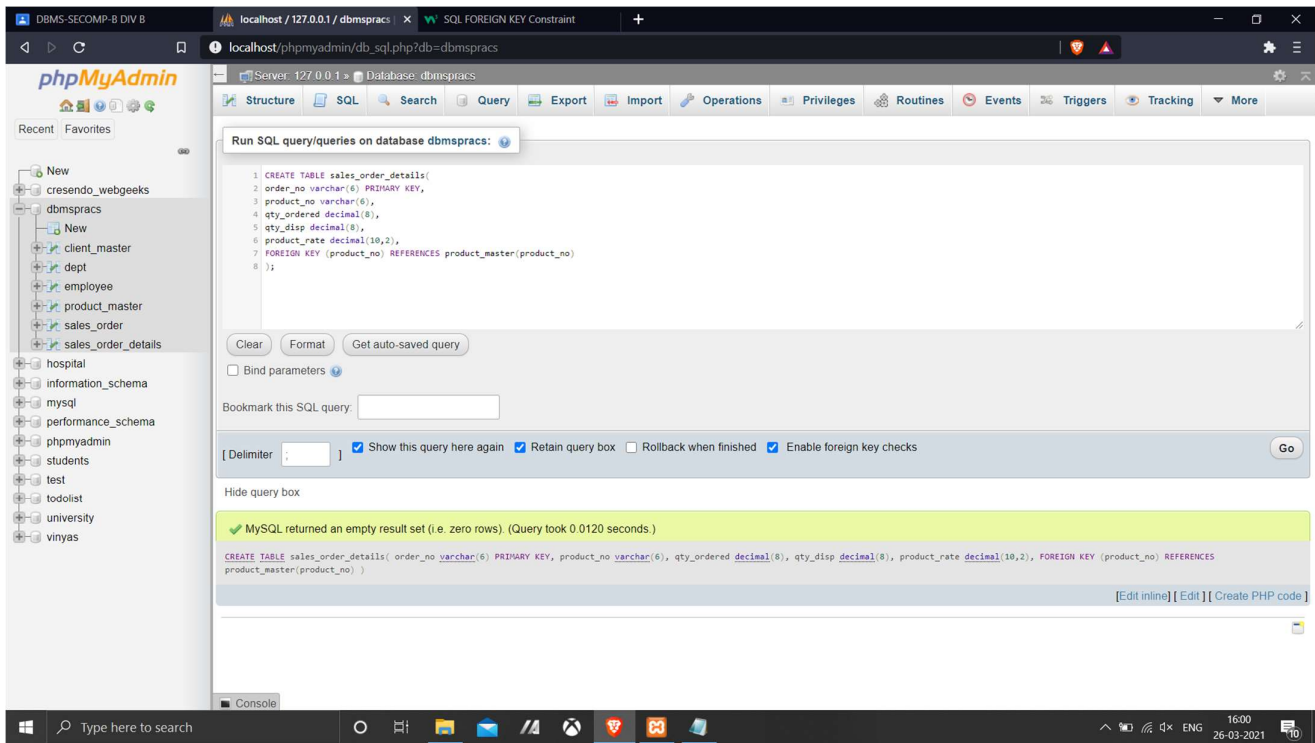 DBMS-SECOMP-B DIV B
localhost / 127.0.0.1 / dbmspracs
SQL FOREIGN KEY Constraint
localhost/phpmyadmin/db_sql.php?db=dbmspracs
phpMyAdmin
Recent Favorites
New
cresendo_webgeeks
dbmspracs
New
client_master
dept
employee
product_master
sales_order
sales_order_details
hospital
information_schema
mysql
performance_schema
phpmyadmin
students
test
todolist
university
vinyas
Server: 127.0.0.1 » Database: dbmspracs
Structure SQL Search Query Export Import Operations Privileges Routines Events Triggers Tracking More
Run SQL query/queries on database dbmspracs:
1 CREATE TABLE sales_order_details(
2 order_no varchar(6) PRIMARY KEY,
3 product_no varchar(6),
4 qty_ordered decimal(8),
5 qty_disp decimal(8),
6 product_rate decimal(10,2),
7 FOREIGN KEY (product_no) REFERENCES product_master(product_no)
8 );
Clear Format Get auto-saved query
Bind parameters
Bookmark this SQL query:
[ Delimiter ; ] Show this query here again Retain query box Rollback when finished Enable foreign key checks Go
Hide query box
MySQL returned an empty result set (i.e. zero rows). (Query took 0.0120 seconds.)
CREATE TABLE sales_order_details( order_no varchar(6) PRIMARY KEY, product_no varchar(6), qty_ordered decimal(8), qty_disp decimal(8), product_rate decimal(10,2), FOREIGN KEY (product_no) REFERENCES
product_master(product_no) )
[Edit inline] [ Edit ] [ Create PHP code ]
Console
Type here to search
ENG
16:00
26-03-2021
10